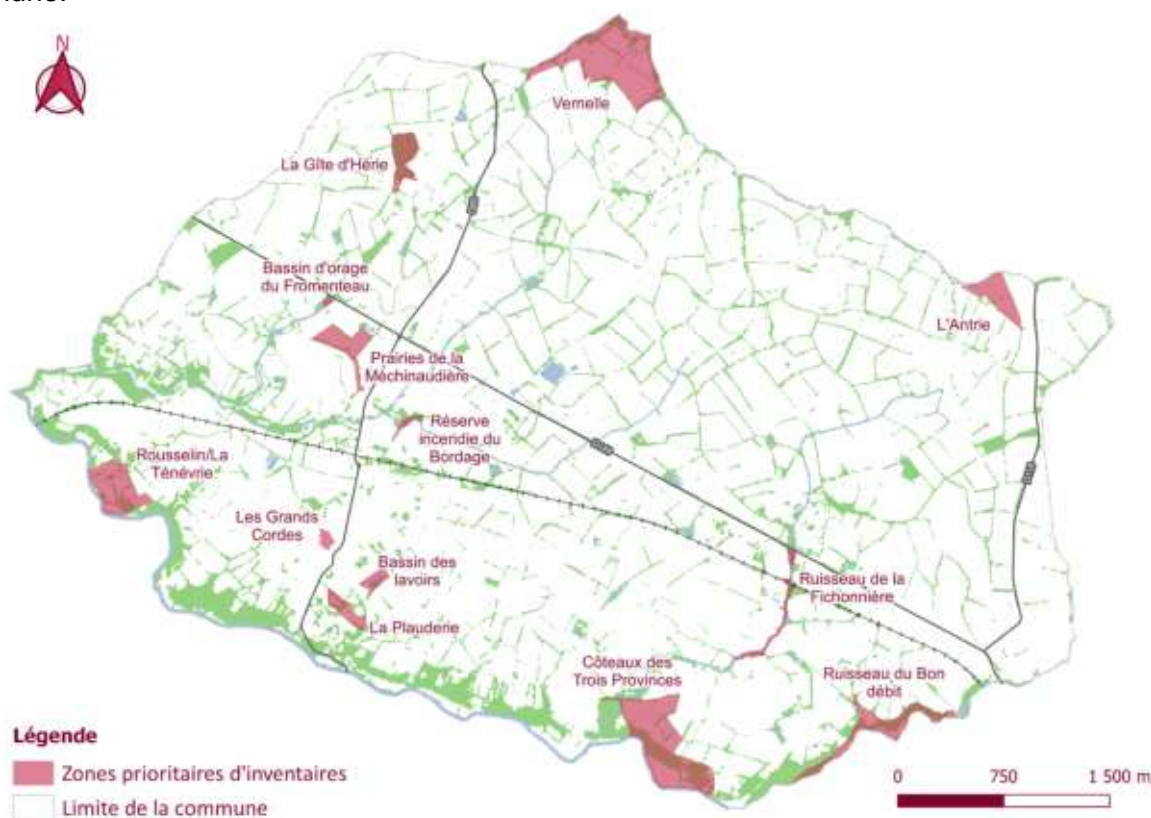 N
Vernelle
La Gîte d'Hérie
Bassin d'orage
du Fromenteau
L'Antrie
Prairies de la
Méchinaudière
Réserve
incendie du
Bordage
Rousselin/La
Ténévrie
Les Grands
Cordes
Bassin des
lavoirs
Ruisseau de la
Fichonnière
La Plauderie
Côteaux des
Trois Provinces
Ruisseau du Bon
débit
Légende
Zones prioritaires d'inventaires
Limite de la commune
0 750 1 500 m